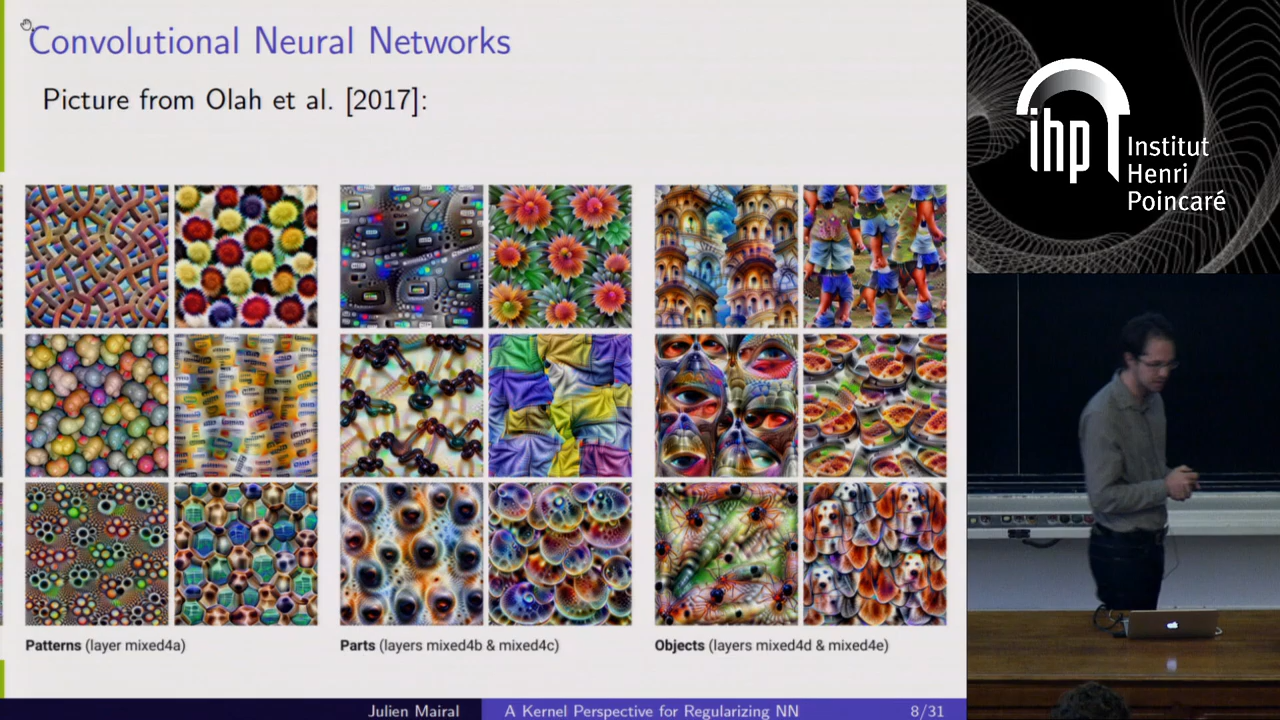 Convolutional Neural Networks
Picture from Olah et al. [2017]:
Patterns (layer mixed4a)
Parts (layers mixed4b & mixed4c)
Objects (layers mixed4d & mixed4e)
Julien Mairal
A Kernel Perspective for Regularizing NN
8/31
ihp
Institut
Henri
Poincaré